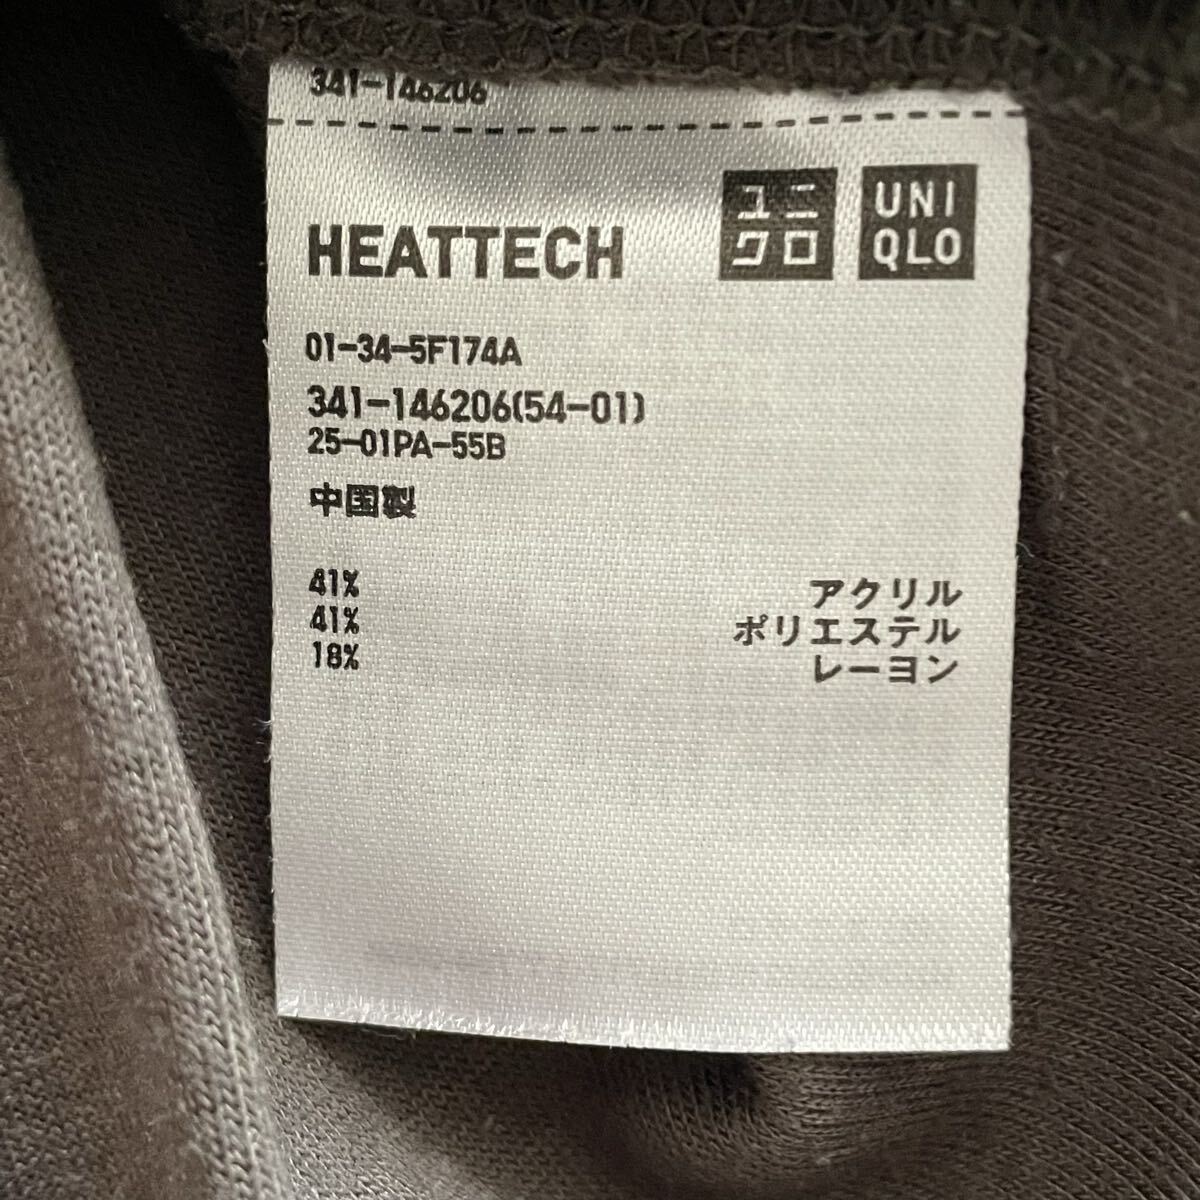 341-146206
ユニ
クロ
UNI
QLO
HEATTECH
01-34-5F174A
341-146206(54-01)
25-01PA-55B
中国製
41% アクリル
41% ポリエステル
18% レーヨン